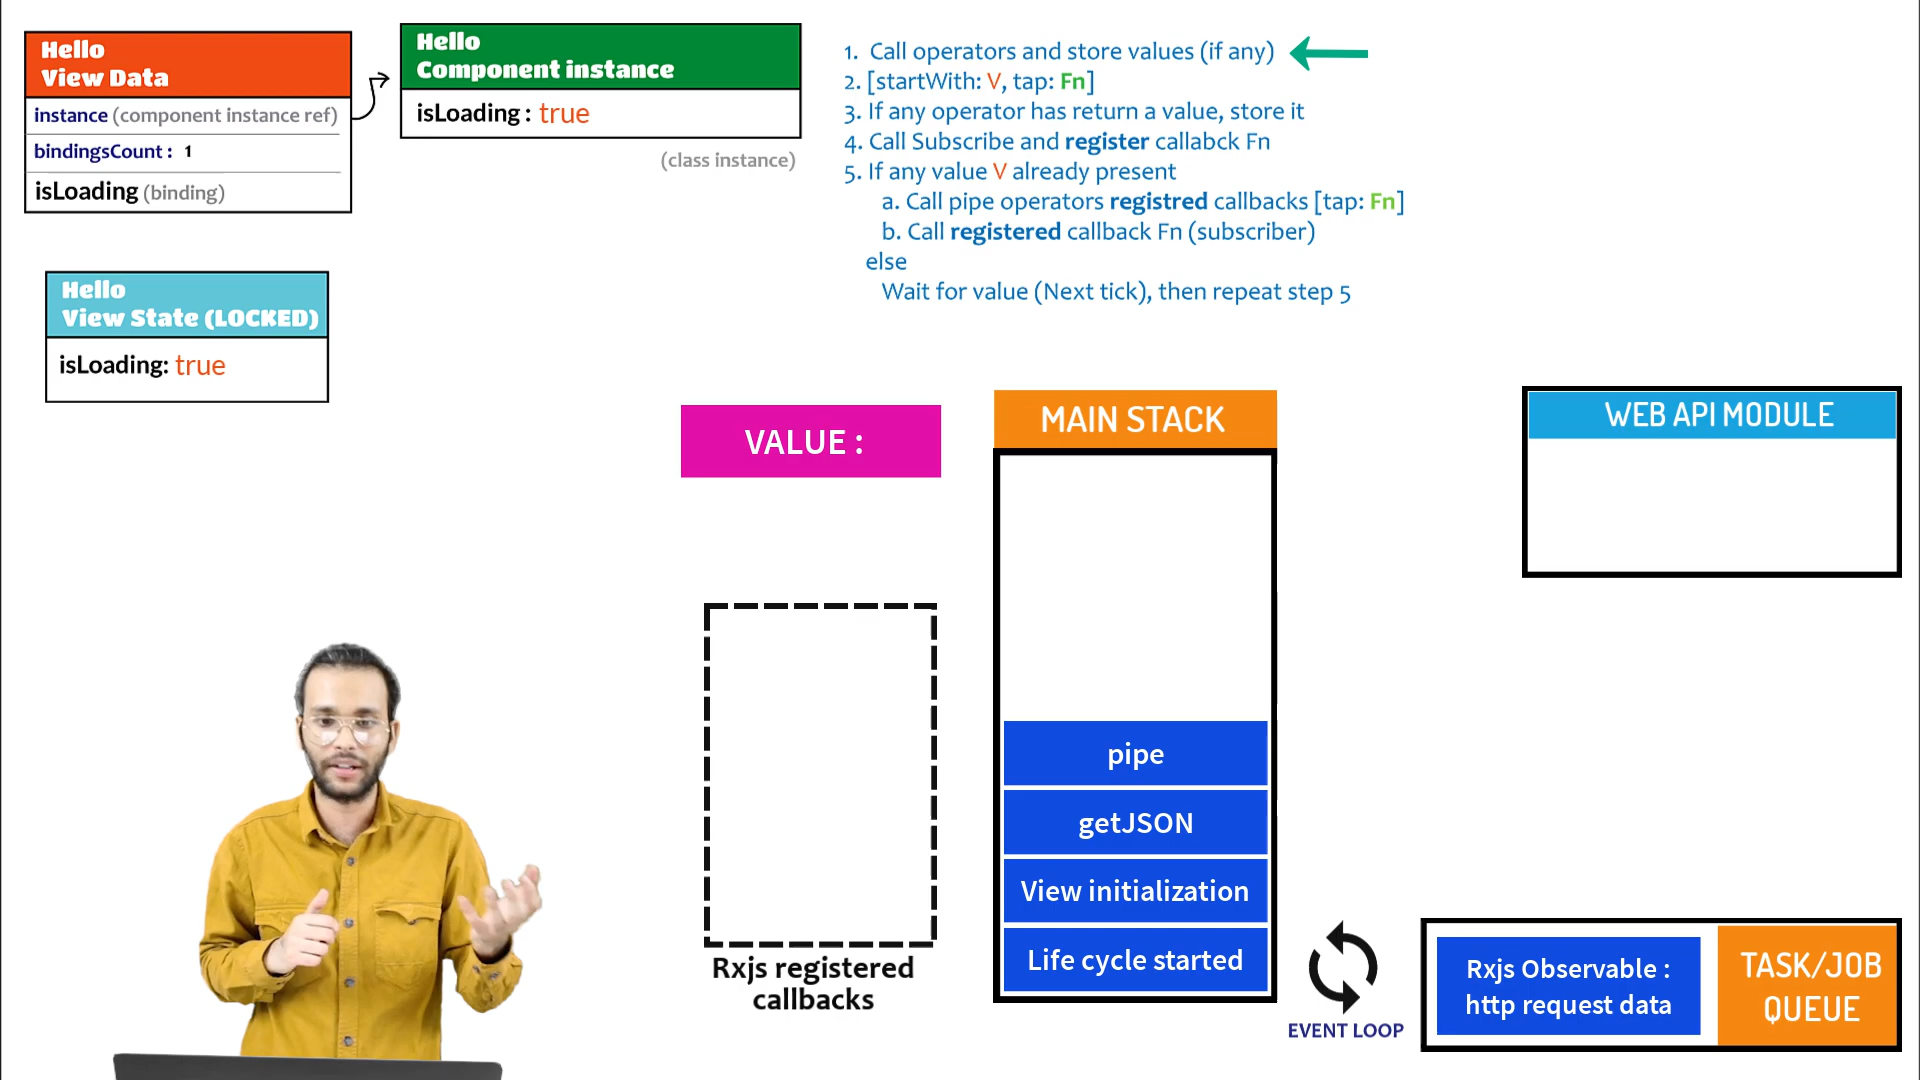 Hello
View Data
instance (component instance ref)
bindingsCount : 1
isLoading (binding)
Hello
Component instance
isLoading : true
(class instance)
1. Call operators and store values (if any)
2. [startWith: V, tap: Fn]
3. If any operator has return a value, store it
4. Call Subscribe and register callabck Fn
5. If any value V already present
a. Call pipe operators registred callbacks [tap: Fn]
b. Call registered callback Fn (subscriber)
else
Wait for value (Next tick), then repeat step 5
Hello
View State (LOCKED)
isLoading: true
VALUE :
MAIN STACK
pipe
getJSON
View initialization
Life cycle started
WEB API MODULE
Rxjs registered
callbacks
EVENT LOOP
Rxjs Observable :
http request data
TASK/JOB
QUEUE